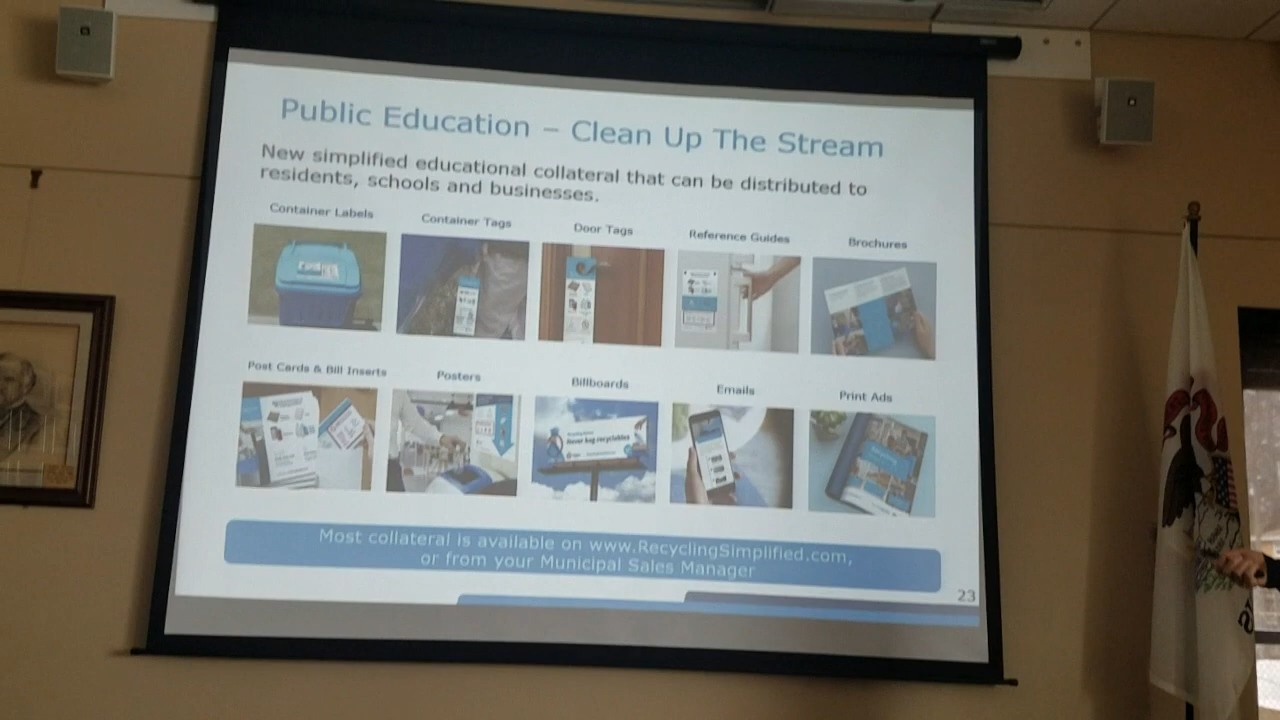 Public Education – Clean Up The Stream
New simplified educational collateral that can be distributed to
residents, schools and businesses.
Container Labels
Container Tags
Door Tags
Reference Guides
Brochures
Post Cards & Bill Inserts
Posters
Billboards
Emails
Print Ads
Never bag recyclables
Most collateral is available on www.RecyclingSimplified.com,
or from your Municipal Sales Manager
23